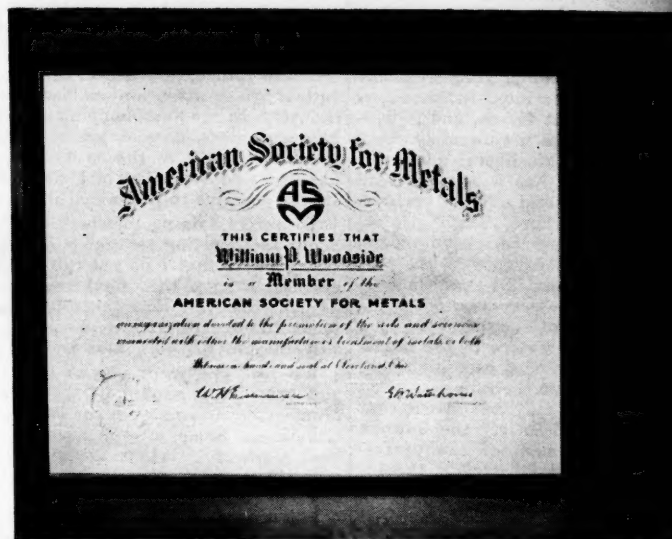 American Society for Metals
ASM
THIS CERTIFIES THAT
William P. Woodside
is a Member of the
AMERICAN SOCIETY FOR METALS
an organization devoted to the promotion of the arts and sciences
connected with either the manufacture or treatment of metals or both
Witness our hands and seal at Cleveland, Ohio
W H Eisenman G B Waterhouse